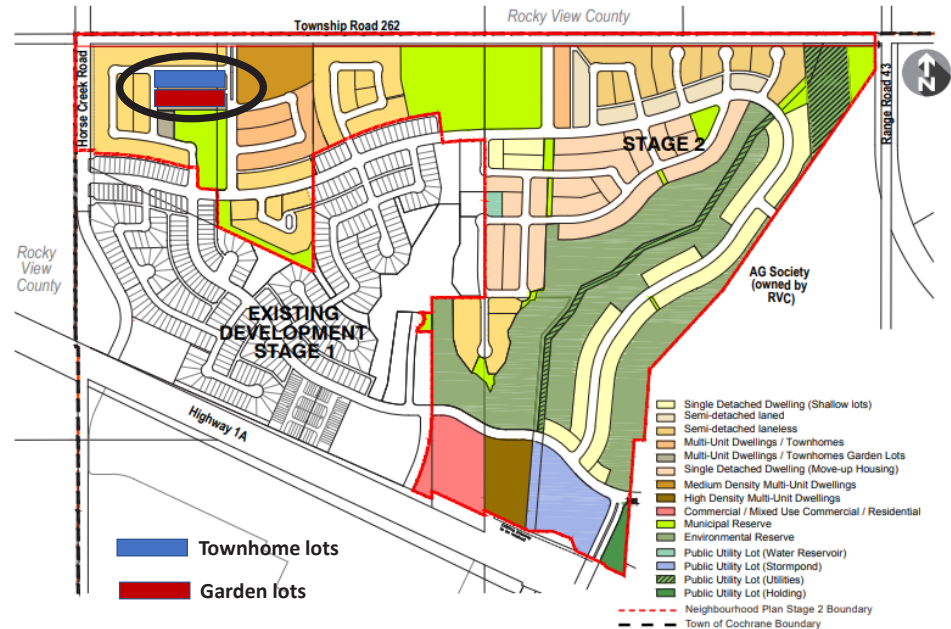 Rocky View County
Township Road 262
Horse Creek Road
Range Road 43
N
STAGE 2
Rocky
View
County
AG Society
(owned by
RVC)
EXISTING
DEVELOPMENT
STAGE 1
Highway 1A
Single Detached Dwelling (Shallow lots)
Semi-detached laned
Semi-detached laneless
Multi-Unit Dwellings / Townhomes
Multi-Unit Dwellings / Townhomes Garden Lots
Single Detached Dwelling (Move-up Housing)
Medium Density Multi-Unit Dwellings
High Density Multi-Unit Dwellings
Commercial / Mixed Use Commercial / Residential
Municipal Reserve
Environmental Reserve
Public Utility Lot (Water Reservoir)
Public Utility Lot (Stormpond)
Public Utility Lot (Utilities)
Public Utility Lot (Holding)
Neighbourhood Plan Stage 2 Boundary
Town of Cochrane Boundary
Townhome lots
Garden lots